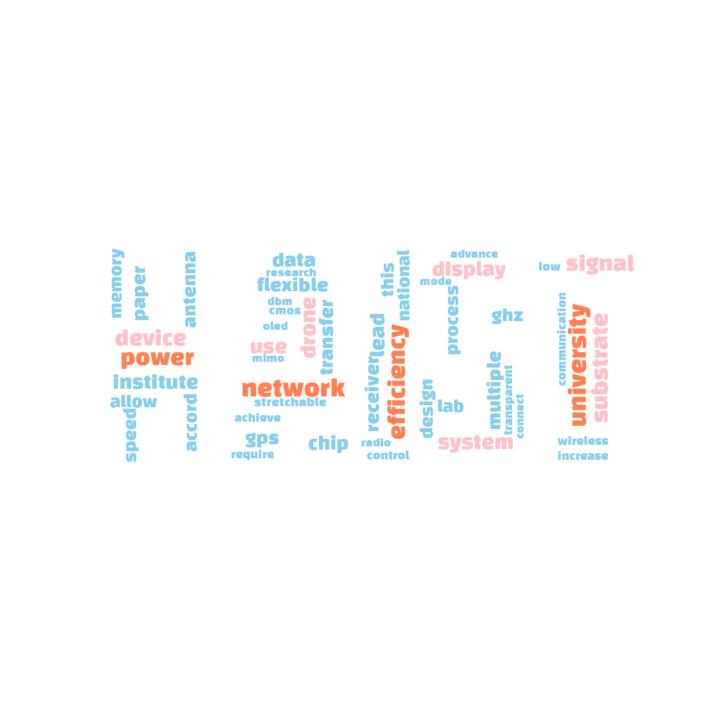 memory
paper
antenna
device
power
institute
allow
speed
accord
data
research
flexible
dbm
cmos
oled
drone
transfer
use
mimo
network
stretchable
achieve
gps
require
chip
this
national
lead
efficiency
receiver
radio
control
advance
display
mode
process
ghz
multiple
transparent
connect
design
lab
system
low
signal
communication
university
substrate
wireless
increase